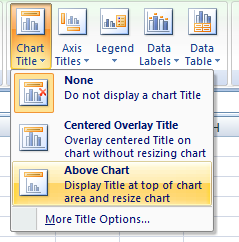 Chart Title
Axis Titles
Legend
Data Labels
Data Table
None
Do not display a chart Title
Centered Overlay Title
Overlay centered Title on
chart without resizing chart
H
Above Chart
Display Title at top of chart
area and resize chart
More Title Options...